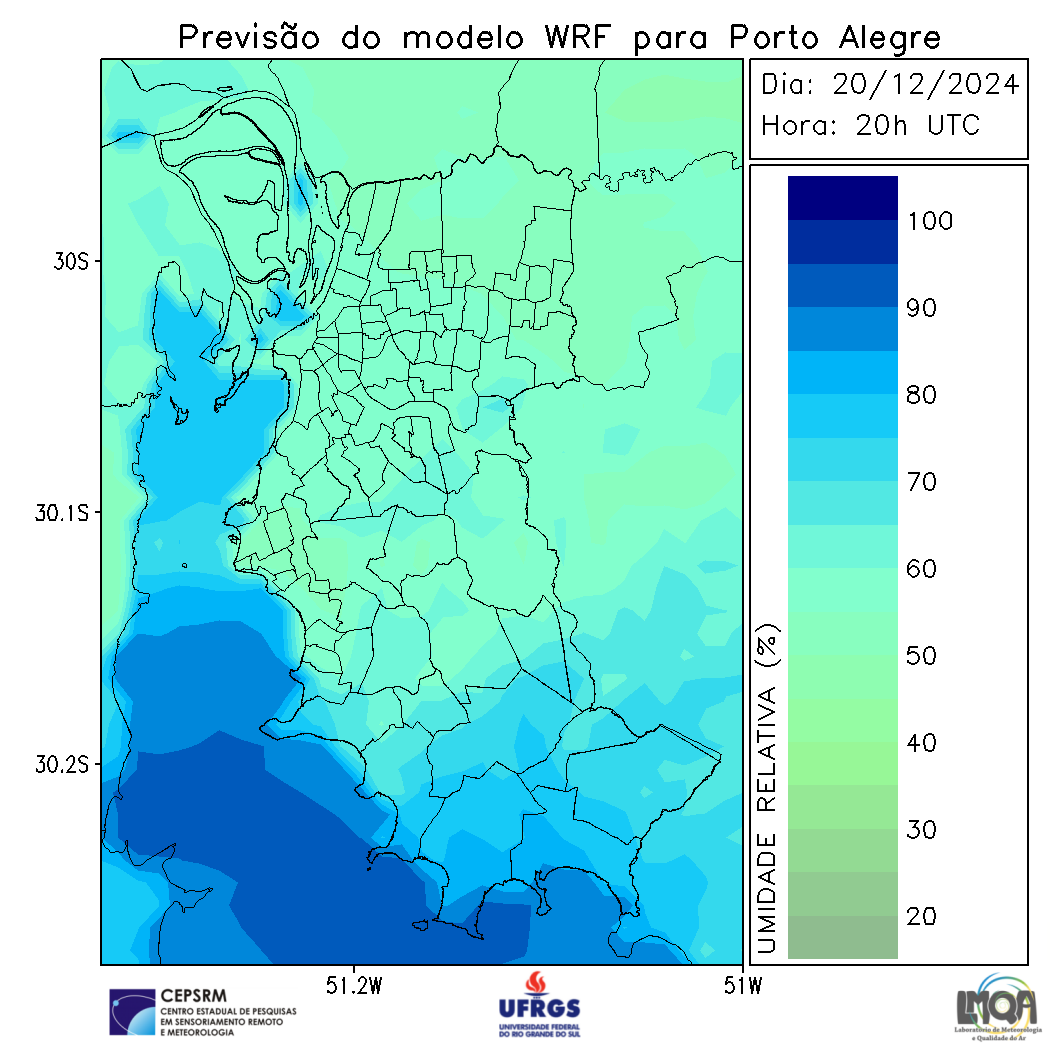 Previsão do modelo WRF para Porto Alegre
Dia: 20/12/2024
Hora: 20h UTC
100
90
80
70
60
50
40
30
20
UMIDADE RELATIVA (%)
30S
30.1S
30.2S
51.2W
51W
CEPSRM
CENTRO ESTADUAL DE PESQUISAS
EM SENSORIAMENTO REMOTO
E METEOROLOGIA
UFRGS
UNIVERSIDADE FEDERAL
DO RIO GRANDE DO SUL
LMQA
Laboratório de Meteorologia
e Qualidade do Ar